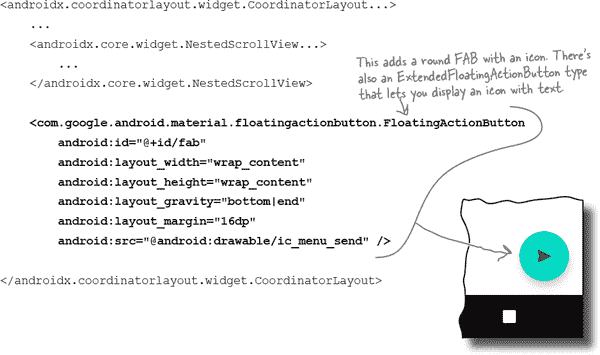 <androidx.coordinatorlayout.widget.CoordinatorLayout...>
...
<androidx.core.widget.NestedScrollView...>
...
</androidx.core.widget.NestedScrollView>
This adds a round FAB with an icon. There's
also an ExtendedFloatingActionButton type
that lets you display an icon with text.
<com.google.android.material.floatingactionbutton.FloatingActionButton
android:id="@+id/fab"
android:layout_width="wrap_content"
android:layout_height="wrap_content"
android:layout_gravity="bottom|end"
android:layout_margin="16dp"
android:src="@android:drawable/ic_menu_send" />
</androidx.coordinatorlayout.widget.CoordinatorLayout>